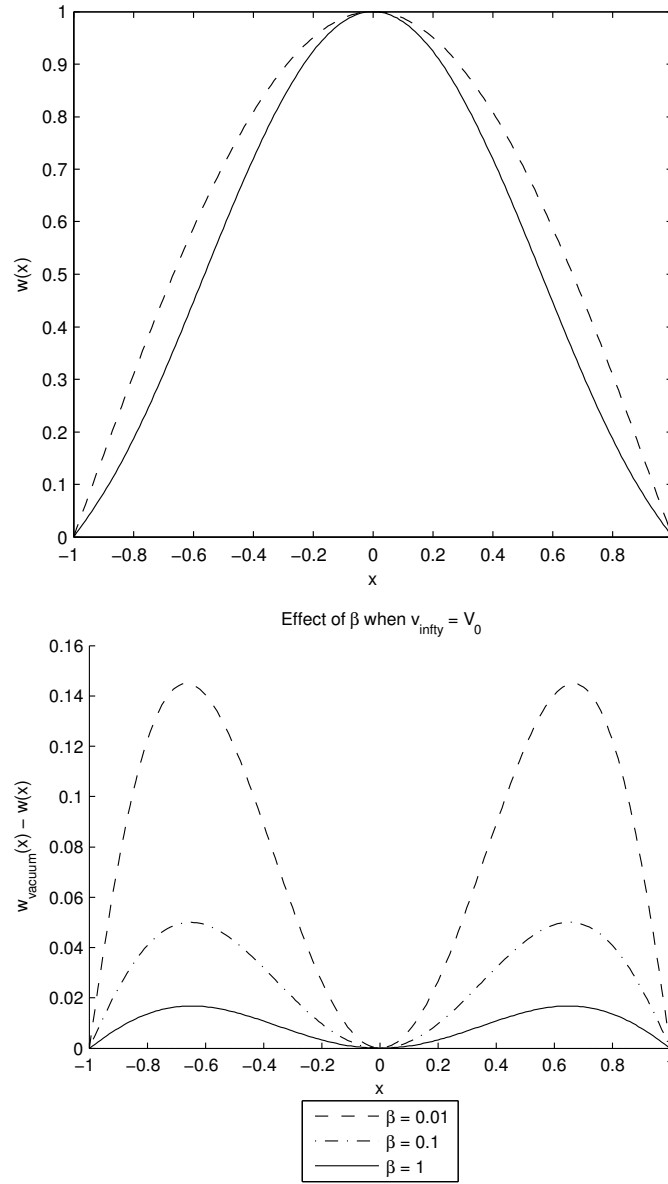 1
0.9
0.8
0.7
0.6
0.5
0.4
0.3
0.2
0.1
0
w(x)
−1 −0.8 −0.6 −0.4 −0.2 0 0.2 0.4 0.6 0.8
x
Effect of β when v_infty = V_0
0.16
0.14
0.12
0.1
0.08
0.06
0.04
0.02
0
w_vacuum(x) − w(x)
−1 −0.8 −0.6 −0.4 −0.2 0 0.2 0.4 0.6 0.8
x
β = 0.01
β = 0.1
β = 1